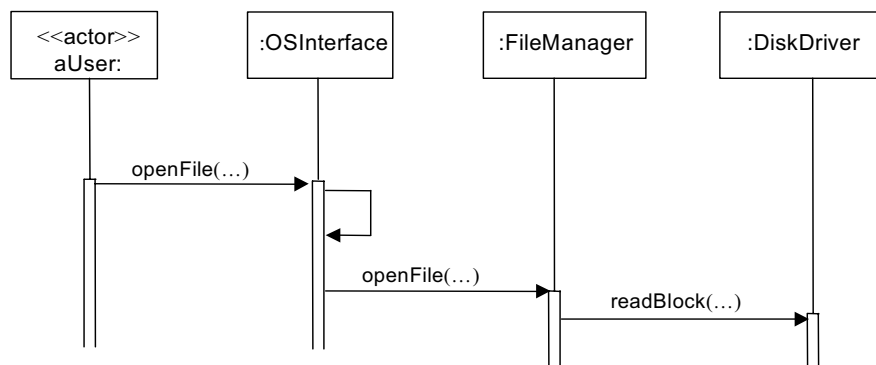 <<actor>>
aUser:
:OSInterface
:FileManager
:DiskDriver
openFile(…)
openFile(…)
readBlock(…)